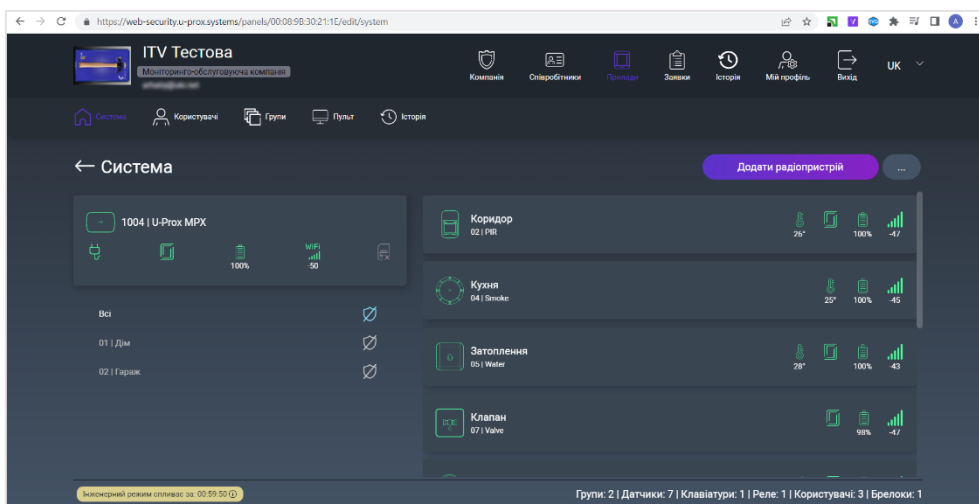 https://web-security.u-prox.systems/panels/00:08:9B:30:21:1E/edit/system
ITV Тестова
Моніторинго-обслуговуюча компанія
Компанія Співробітники Прилади Заявки Історія Мій профіль Вихід UK
Система Користувачі Групи Пульт Історія
← Система
Додати радіопристрій ...
1004 | U-Prox MPX
WiFi
100% -50
Всі
01 | Дім
02 | Гараж
Коридор
02 | PIR
26° 100% -47
Кухня
04 | Smoke
25° 100% -45
Затоплення
05 | Water
28° 100% -43
Клапан
07 | Valve
98% -47
Інженерний режим спливає за: 00:59:50
Групи: 2 | Датчики: 7 | Клавіатури: 1 | Реле: 1 | Користувачі: 3 | Брелоки: 1